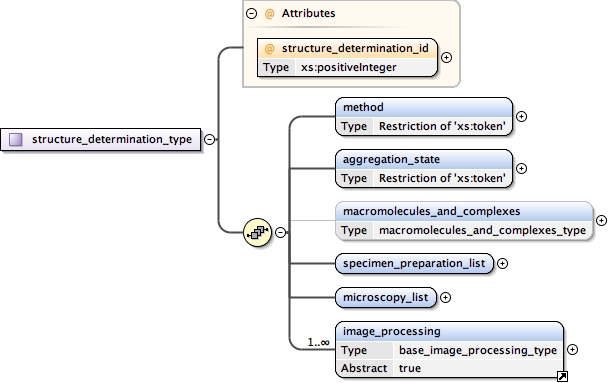 @ Attributes
@ structure_determination_id
Type xs:positiveInteger
structure_determination_type
method
Type Restriction of 'xs:token'
aggregation_state
Type Restriction of 'xs:token'
macromolecules_and_complexes
Type macromolecules_and_complexes_type
specimen_preparation_list
microscopy_list
1..∞
image_processing
Type base_image_processing_type
Abstract true